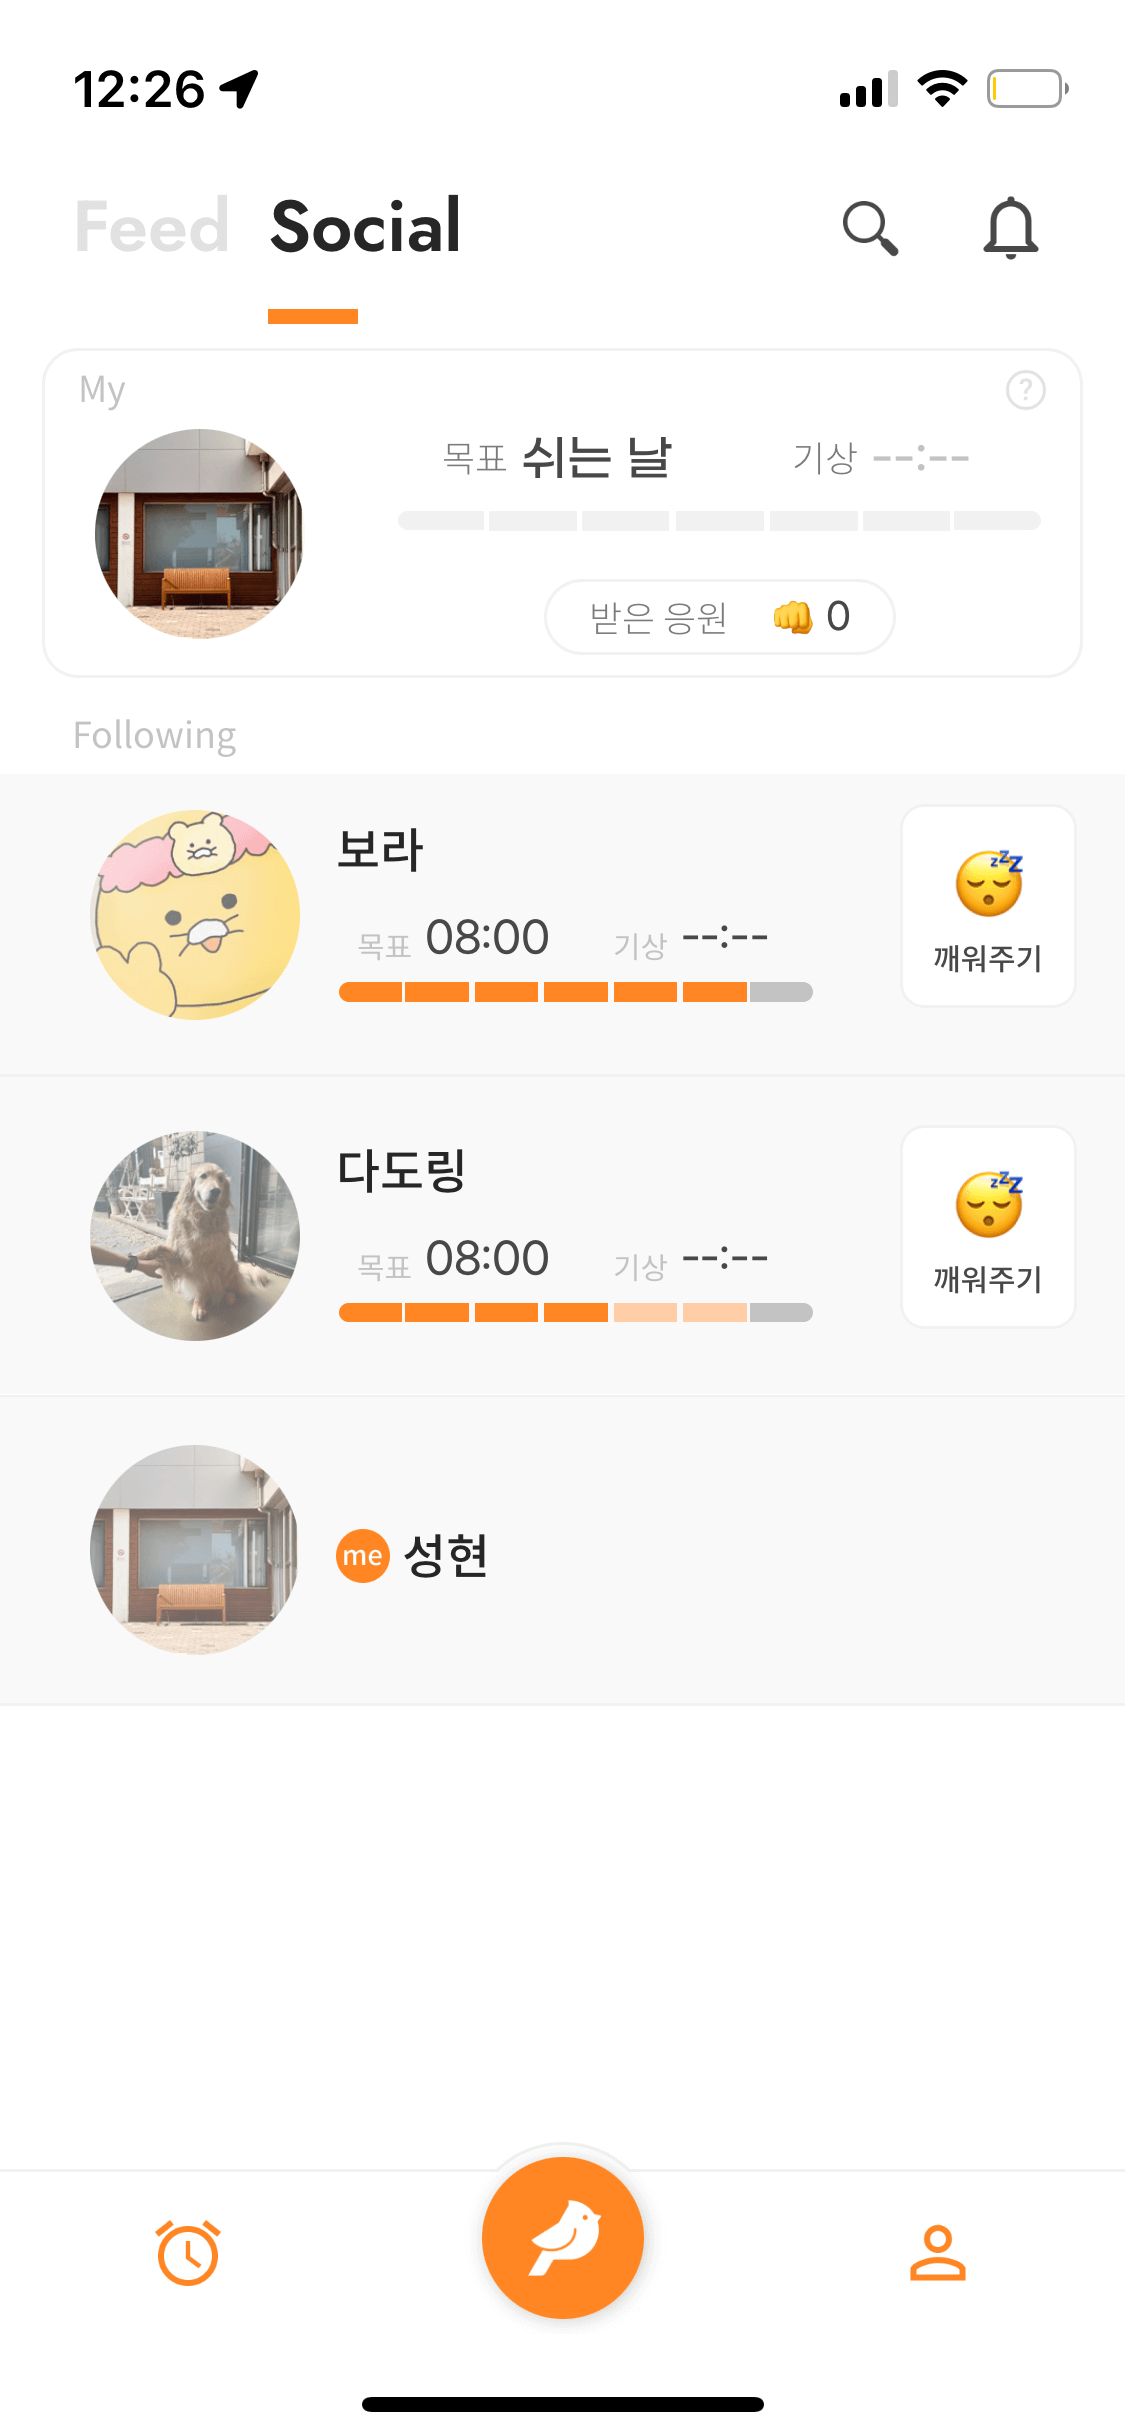 12:26
Feed Social
My ?
목표 쉬는 날 기상 --:--
받은 응원 👊 0
Following
보라
목표 08:00 기상 --:--
깨워주기
다도링
목표 08:00 기상 --:--
깨워주기
me 성현